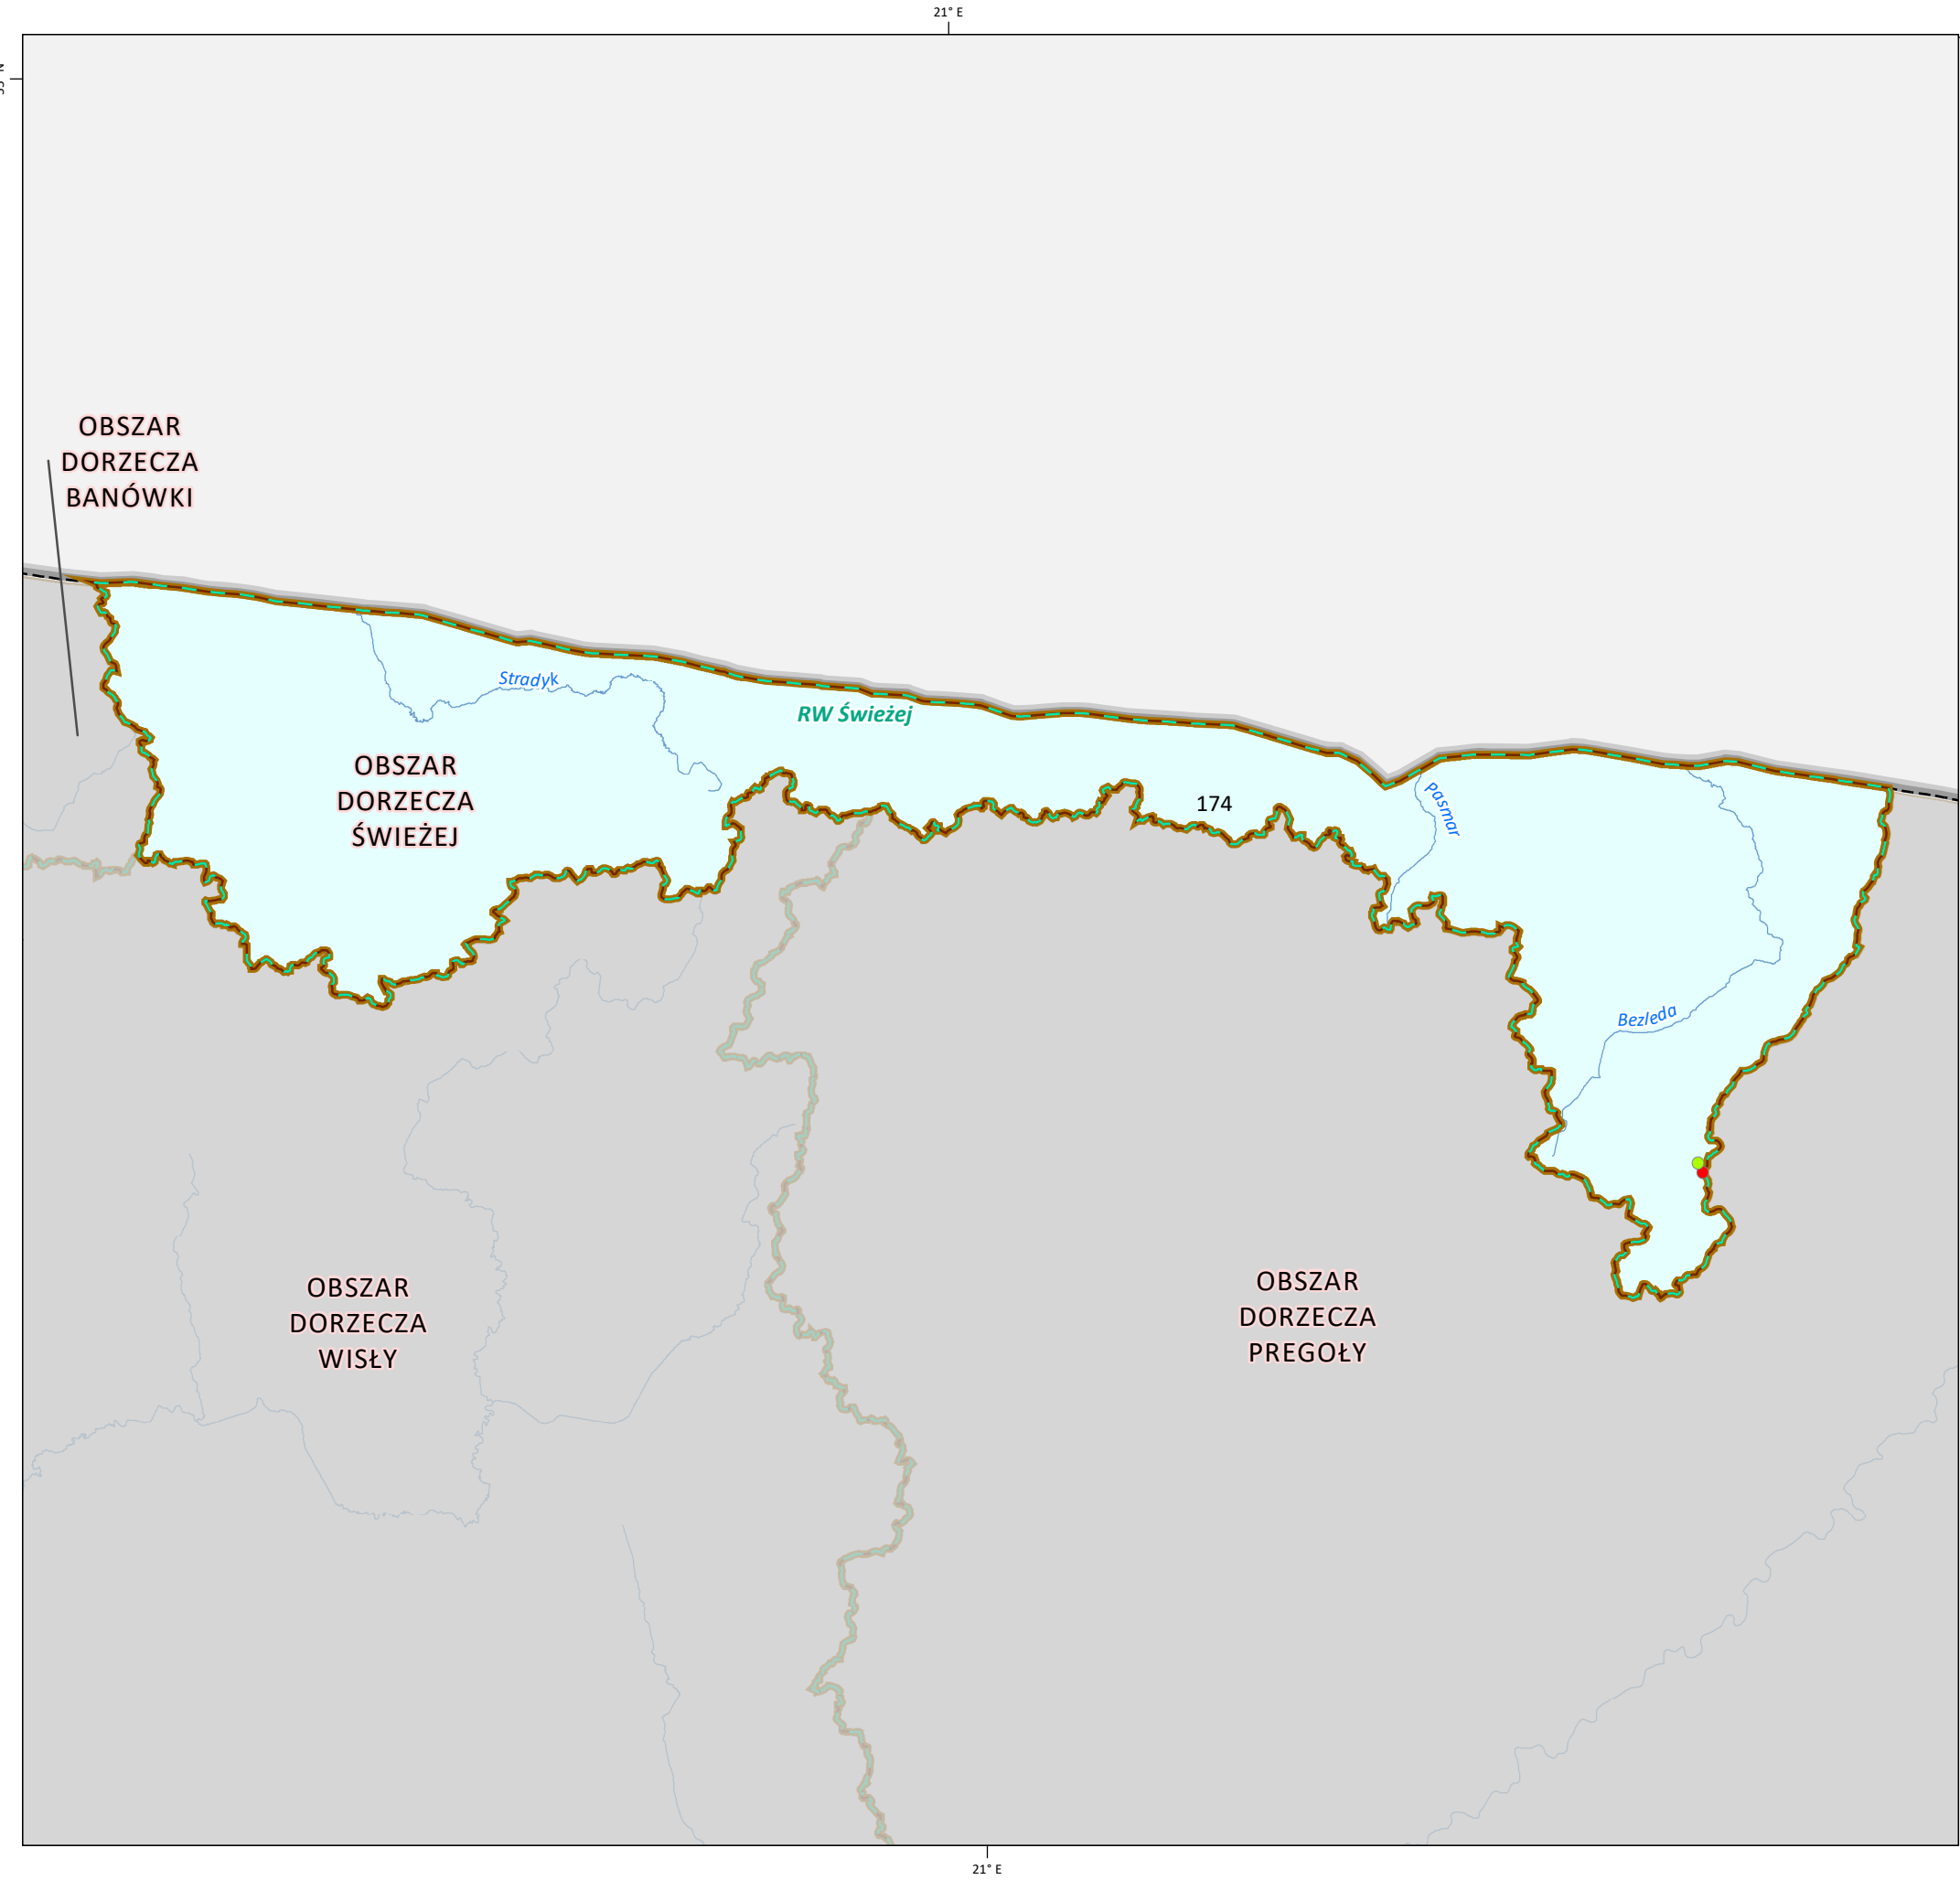 21° E
OBSZAR
DORZECZA
BANÓWKI
Stradyk
RW Świeżej
OBSZAR
DORZECZA
ŚWIEŻEJ
174
Pasmar
Bezleda
OBSZAR
DORZECZA
WISŁY
OBSZAR
DORZECZA
PREGOŁY
21° E